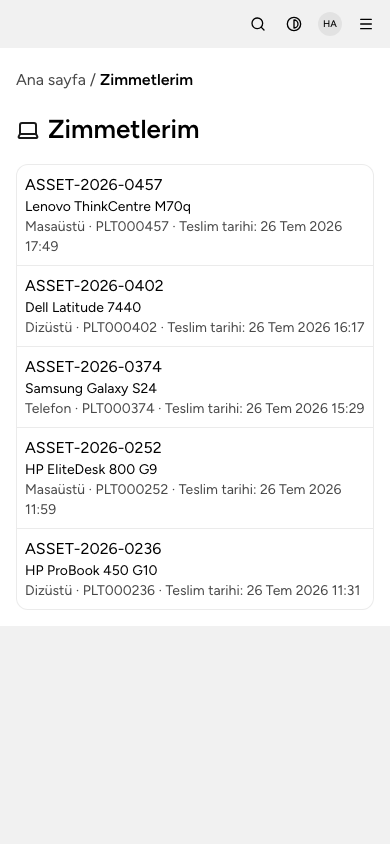 HA
Ana sayfa / Zimmetlerim
Zimmetlerim
ASSET-2026-0457
Lenovo ThinkCentre M70q
Masaüstü · PLT000457 · Teslim tarihi: 26 Tem 2026
17:49
ASSET-2026-0402
Dell Latitude 7440
Dizüstü · PLT000402 · Teslim tarihi: 26 Tem 2026 16:17
ASSET-2026-0374
Samsung Galaxy S24
Telefon · PLT000374 · Teslim tarihi: 26 Tem 2026 15:29
ASSET-2026-0252
HP EliteDesk 800 G9
Masaüstü · PLT000252 · Teslim tarihi: 26 Tem 2026
11:59
ASSET-2026-0236
HP ProBook 450 G10
Dizüstü · PLT000236 · Teslim tarihi: 26 Tem 2026 11:31